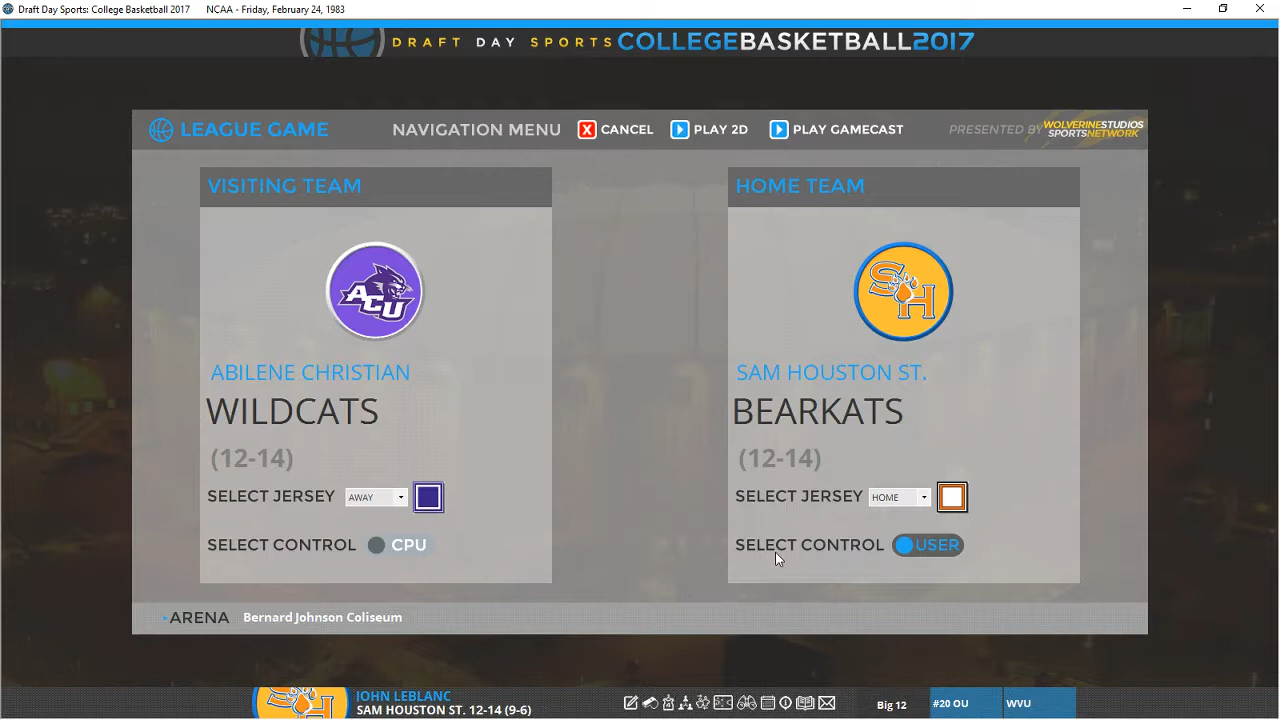 Draft Day Sports: College Basketball 2017 NCAA - Friday, February 24, 1983
DRAFT DAY SPORTS COLLEGEBASKETBALL2017
LEAGUE GAME NAVIGATION MENU X CANCEL PLAY 2D PLAY GAMECAST PRESENTED BY WOLVERINESTUDIOS SPORTSNETWORK
VISITING TEAM
ACU
ABILENE CHRISTIAN
WILDCATS
(12-14)
SELECT JERSEY AWAY
SELECT CONTROL CPU
HOME TEAM
SH
SAM HOUSTON ST.
BEARKATS
(12-14)
SELECT JERSEY HOME
SELECT CONTROL USER
ARENA Bernard Johnson Coliseum
JOHN LEBLANC
SAM HOUSTON ST. 12-14 (9-6)
Big 12 #20 OU WVU